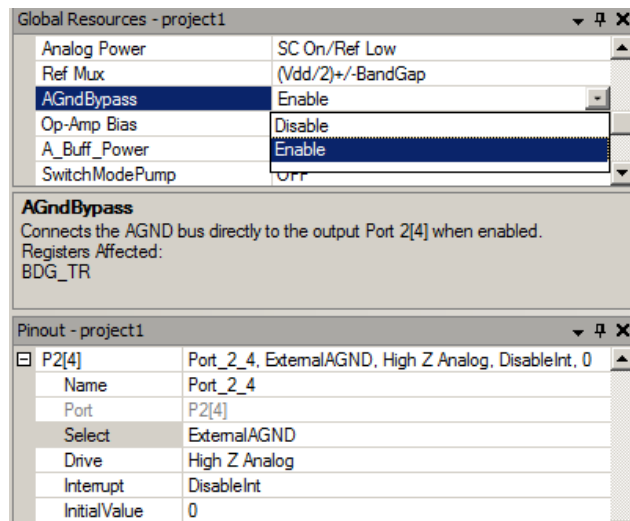 Global Resources - project1
Analog Power SC On/Ref Low
Ref Mux (Vdd/2)+/-BandGap
AGndBypass Enable
Op-Amp Bias Disable
A_Buff_Power Enable
SwitchModePump OFF
AGndBypass
Connects the AGND bus directly to the output Port 2[4] when enabled.
Registers Affected:
BDG_TR
Pinout - project1
P2[4] Port_2_4, ExternalAGND, High Z Analog, DisableInt, 0
Name Port_2_4
Port P2[4]
Select ExternalAGND
Drive High Z Analog
Interrupt DisableInt
InitialValue 0